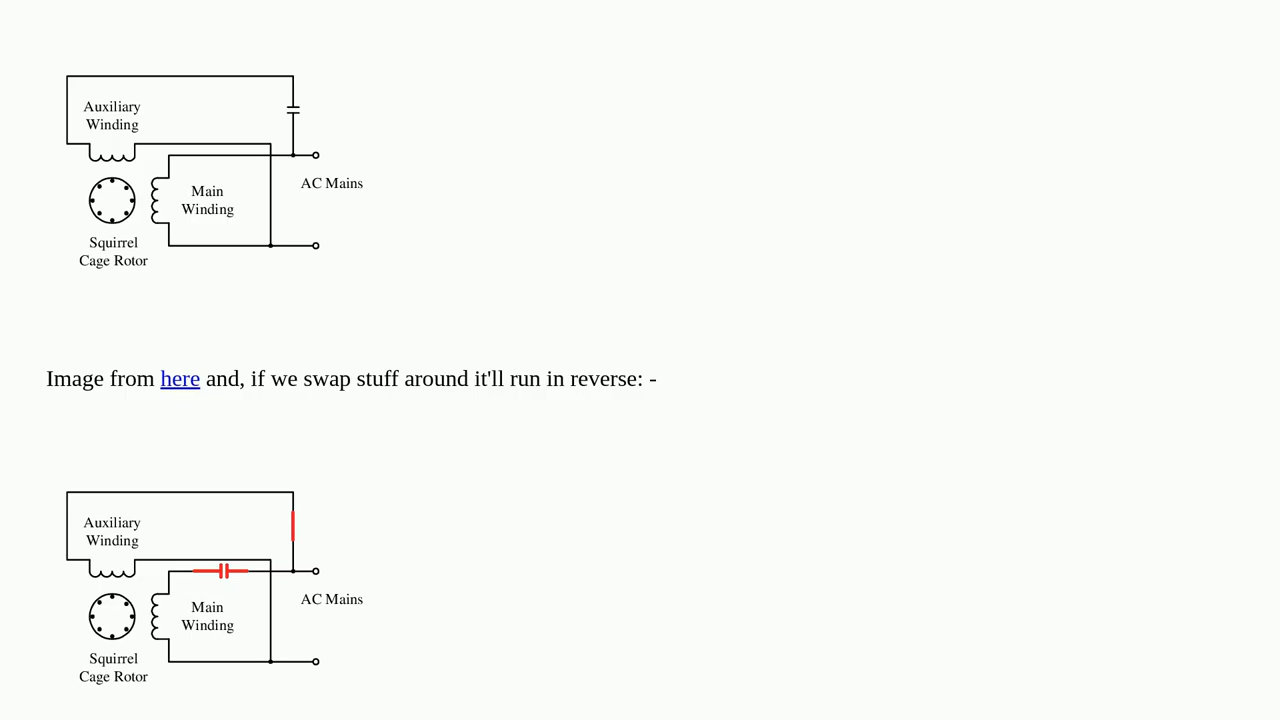 Auxiliary
Winding
AC Mains
Main
Winding
Squirrel
Cage Rotor
Image from here and, if we swap stuff around it'll run in reverse: -
Auxiliary
Winding
AC Mains
Main
Winding
Squirrel
Cage Rotor